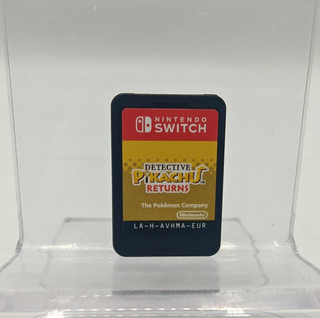 NINTENDO
SWITCH
DETECTIVE
PIKACHU
RETURNS
The Pokémon Company
Nintendo
LA-H-AVHMA-EUR